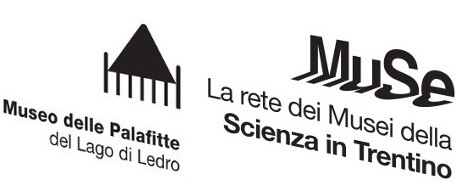 Museo delle Palafitte
del Lago di Ledro
MuSe
La rete dei Musei della
Scienza in Trentino